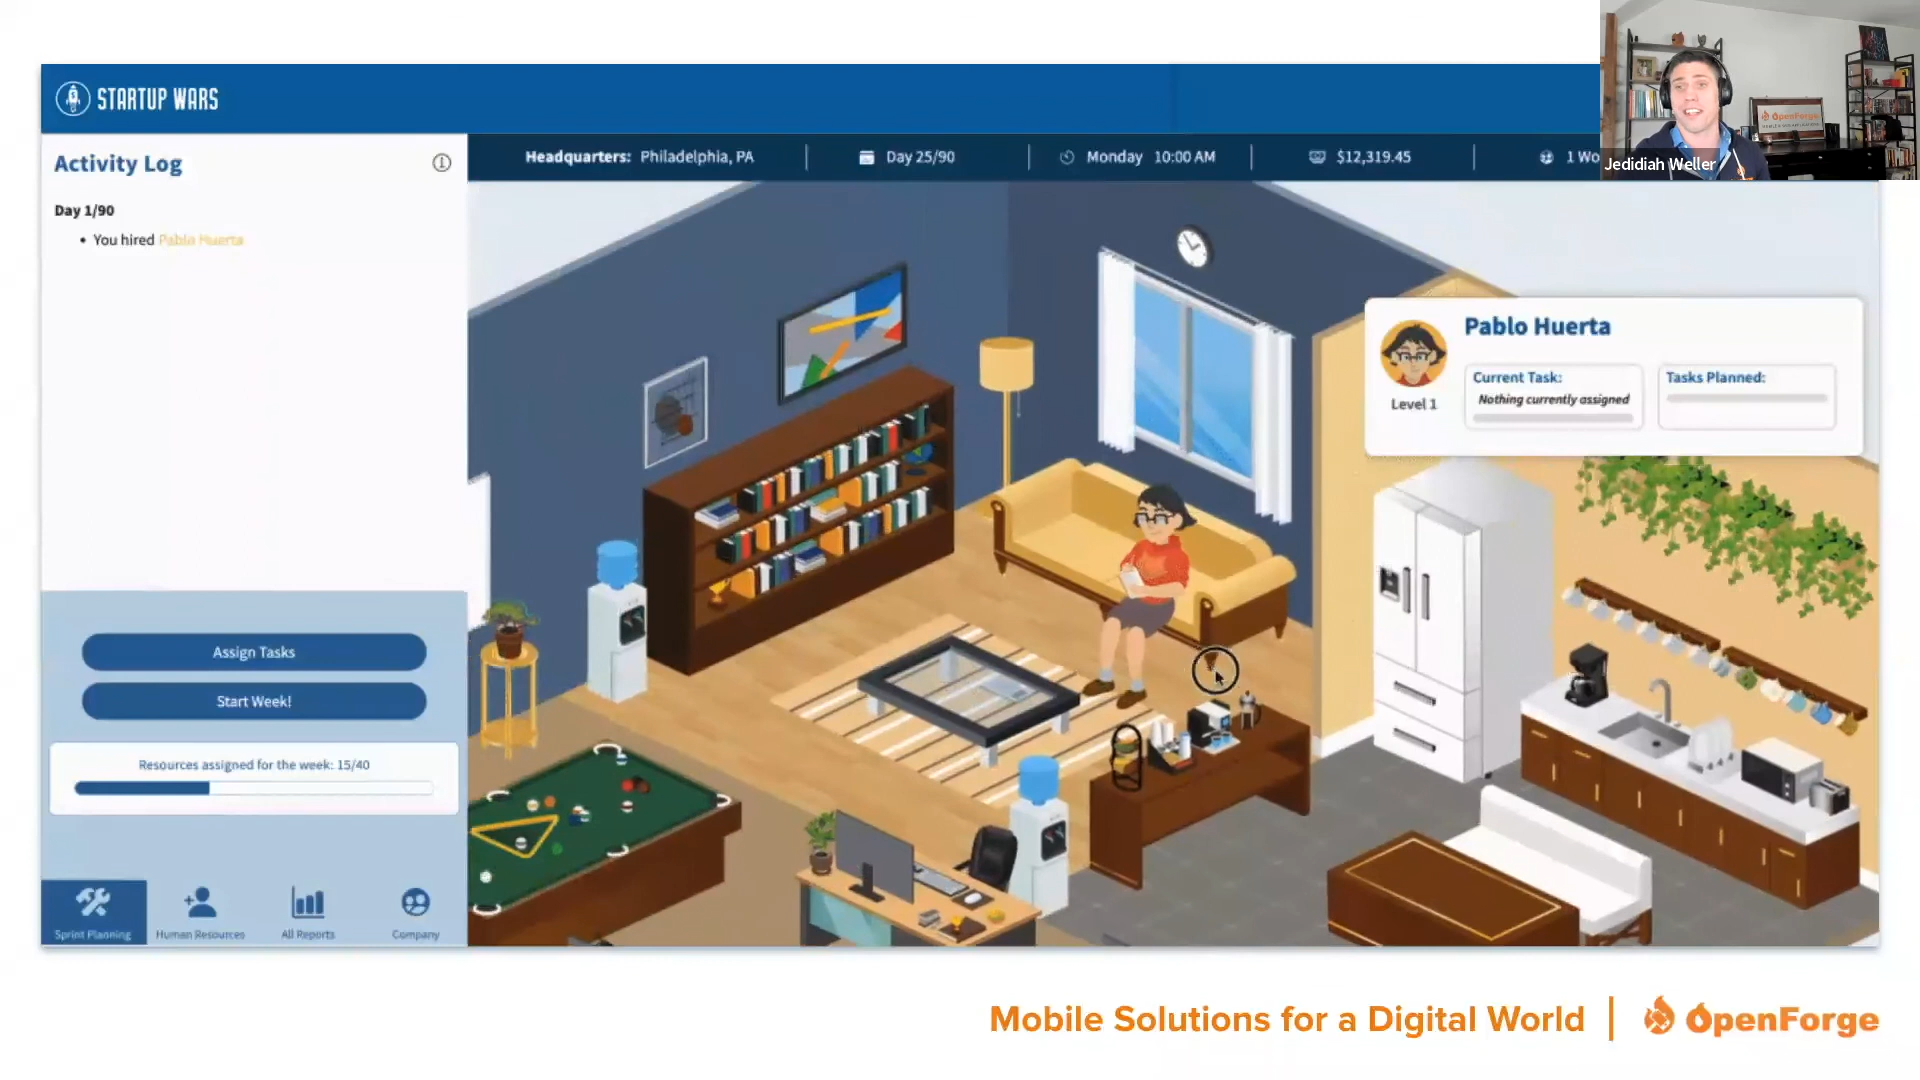 STARTUP WARS
OpenForge
Jedidiah Weller
Activity Log
Headquarters: Philadelphia, PA
Day 25/90
Monday 10:00 AM
$12,319.45
1 Wo
Day 1/90
• You hired Pablo Huerta
Pablo Huerta
Level 1
Current Task:
Nothing currently assigned
Tasks Planned:
Assign Tasks
Start Week!
Resources assigned for the week: 15/40
Sprint Planning
Human Resources
All Reports
Company
Mobile Solutions for a Digital World | OpenForge